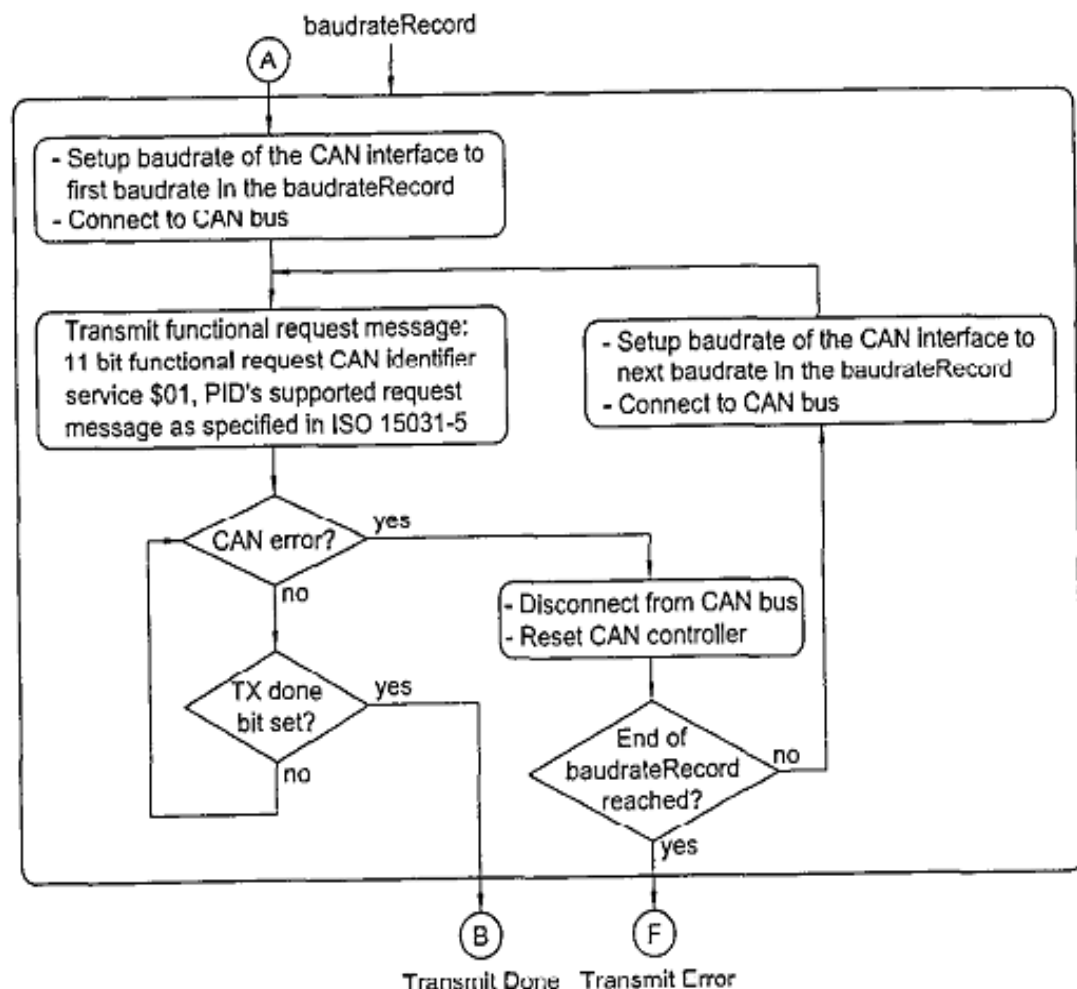 baudrateRecord
A
- Setup baudrate of the CAN interface to
first baudrate in the baudrateRecord
- Connect to CAN bus
Transmit functional request message:
11 bit functional request CAN identifier
service $01, PID's supported request
message as specified in ISO 15031-5
- Setup baudrate of the CAN interface to
next baudrate in the baudrateRecord
- Connect to CAN bus
CAN error?
yes
no
- Disconnect from CAN bus
- Reset CAN controller
TX done
bit set?
yes
no
End of
baudrateRecord
reached?
no
yes
B
F
Transmit Done
Transmit Error